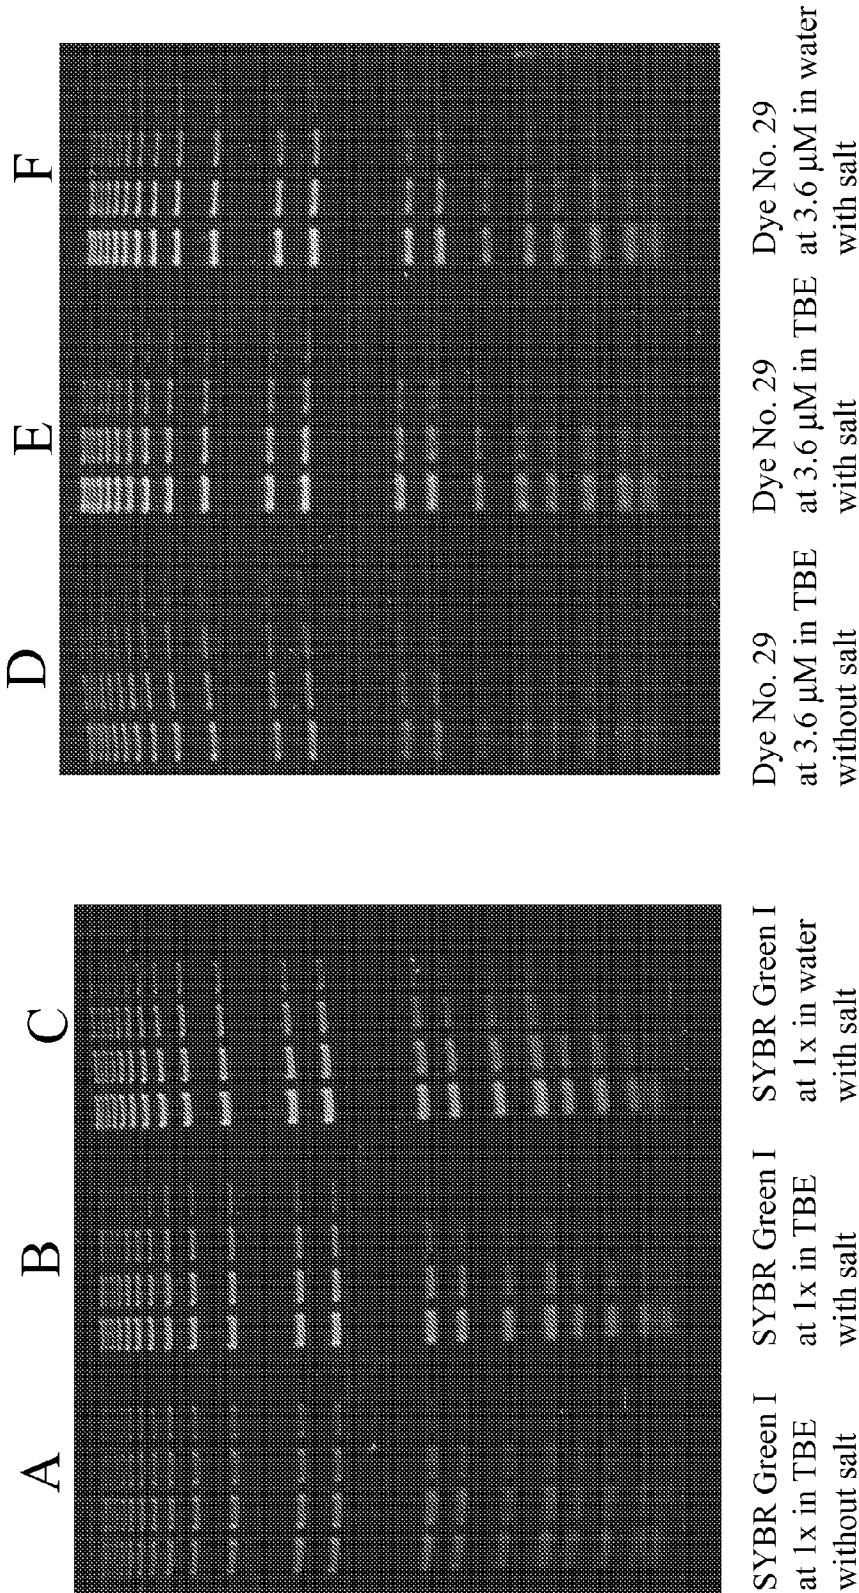 A
B
C
SYBR Green I
at 1x in TBE
without salt
SYBR Green I
at 1x in TBE
with salt
SYBR Green I
at 1x in water
with salt
D
E
F
Dye No. 29
at 3.6 µM in TBE
without salt
Dye No. 29
at 3.6 µM in TBE
with salt
Dye No. 29
at 3.6 µM in water
with salt